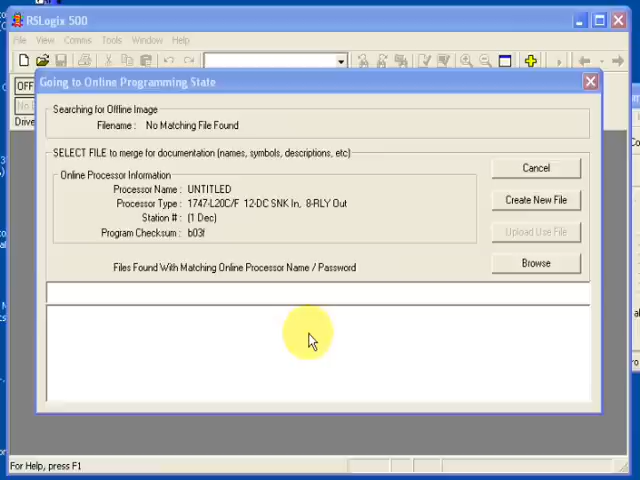 RSLogix 500
File View Comms Tools Window Help
Going to Online Programming State
OFF
Searching for Offline Image
Filename : No Matching File Found
Drive
SELECT FILE to merge for documentation (names, symbols, descriptions, etc)
Cancel
Online Processor Information
Processor Name : UNTITLED
Create New File
Processor Type : 1747-L20C/F 12-DC SNK In, 8-RLY Out
Station # : (1 Dec)
Upload Use File
Program Checksum : b03f
Browse
Files Found With Matching Online Processor Name / Password
For Help, press F1